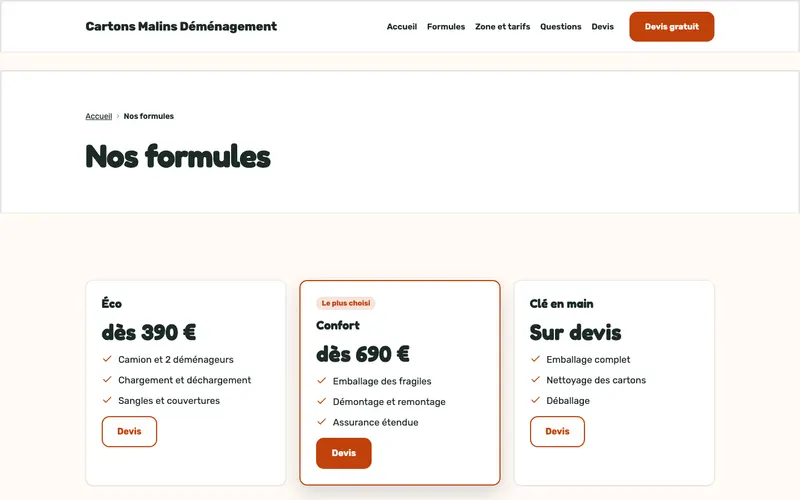 Cartons Malins Déménagement
Accueil Formules Zone et tarifs Questions Devis Devis gratuit
Accueil › Nos formules
Nos formules
Éco
dès 390 €
Camion et 2 déménageurs
Chargement et déchargement
Sangles et couvertures
Devis
Le plus choisi
Confort
dès 690 €
Emballage des fragiles
Démontage et remontage
Assurance étendue
Devis
Clé en main
Sur devis
Emballage complet
Nettoyage des cartons
Déballage
Devis